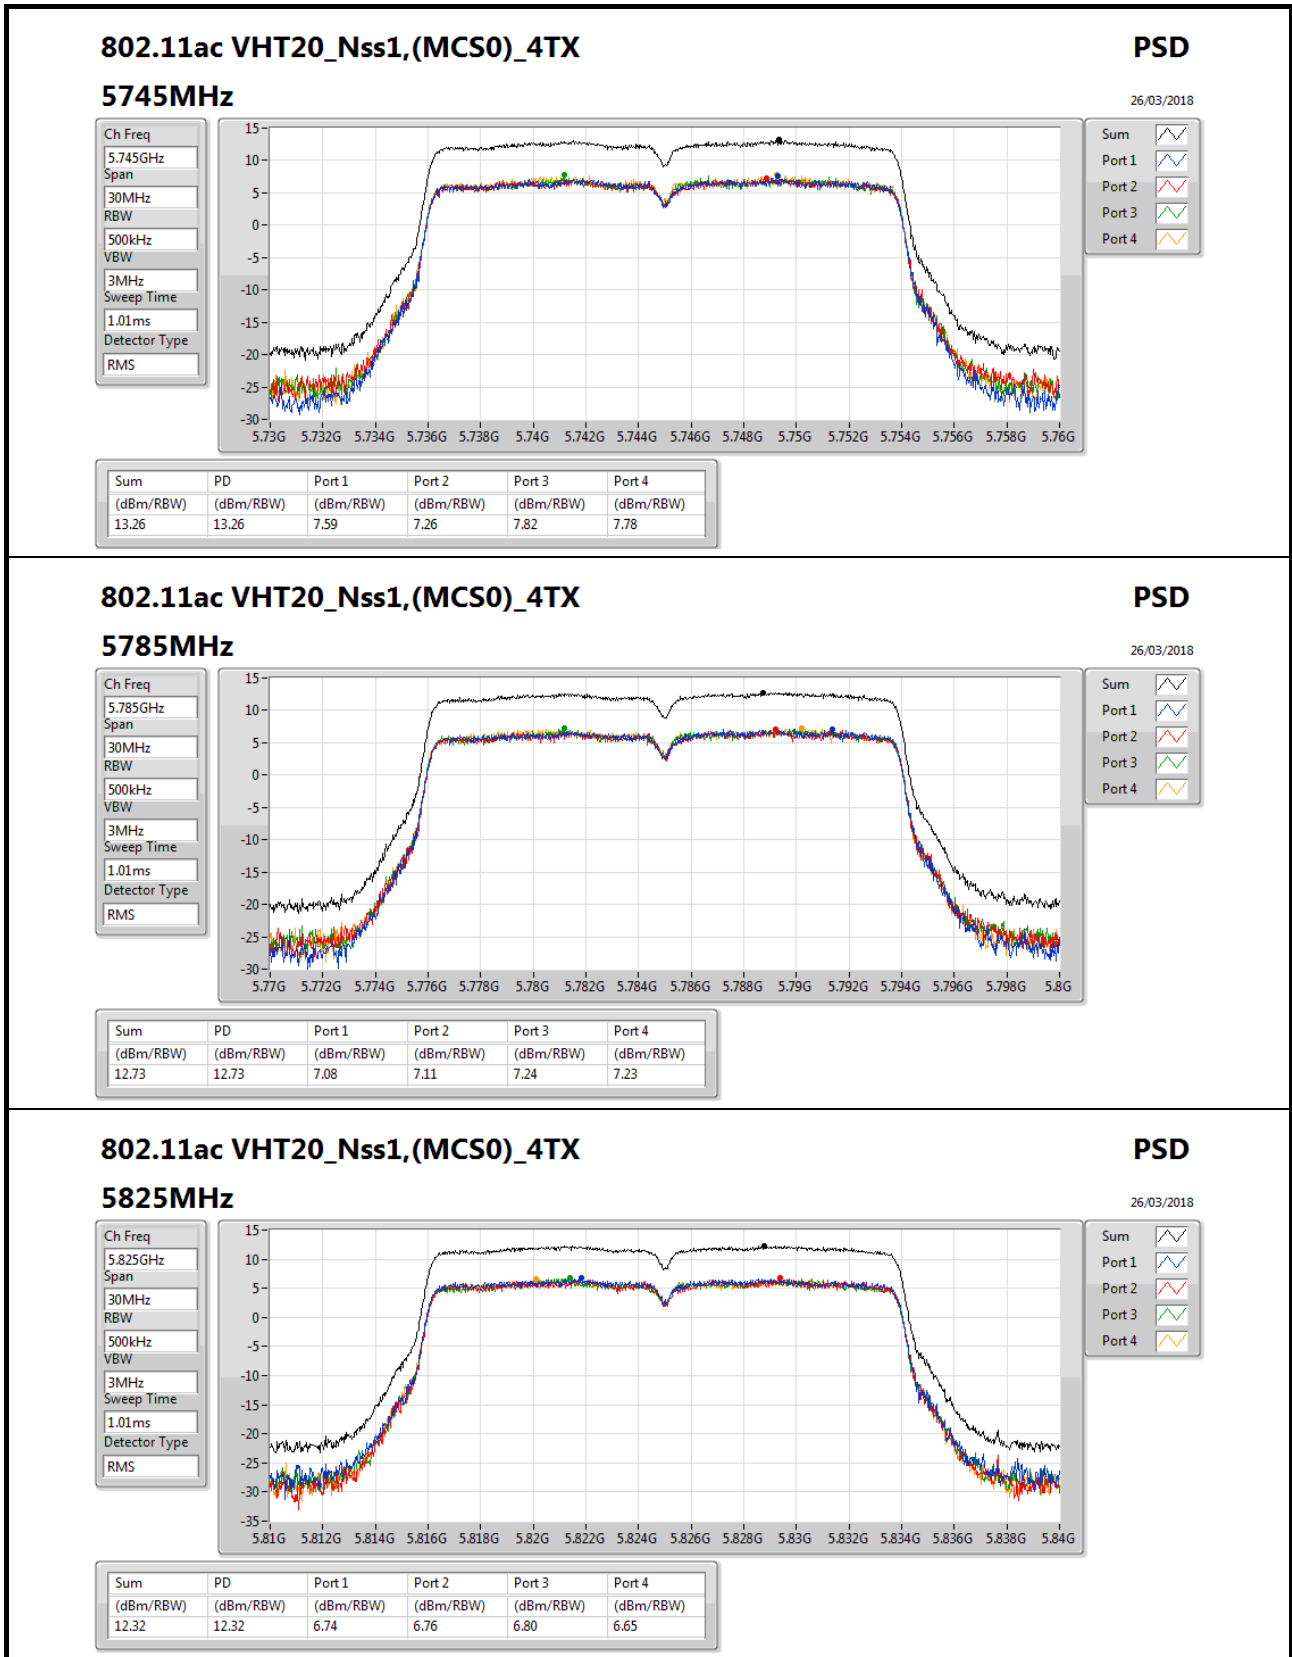 802.11ac VHT20_Nss1,(MCS0)_4TX PSD
5745MHz 26/03/2018
Ch Freq
5.745GHz
Span
30MHz
RBW
500kHz
VBW
3MHz
Sweep Time
1.01ms
Detector Type
RMS
15
10
5
0
-5
-10
-15
-20
-25
-30
5.73G 5.732G 5.734G 5.736G 5.738G 5.74G 5.742G 5.744G 5.746G 5.748G 5.75G 5.752G 5.754G 5.756G 5.758G 5.76G
Sum
Port 1
Port 2
Port 3
Port 4
Sum PD Port 1 Port 2 Port 3 Port 4
(dBm/RBW) (dBm/RBW) (dBm/RBW) (dBm/RBW) (dBm/RBW) (dBm/RBW)
13.26 13.26 7.59 7.26 7.82 7.78
802.11ac VHT20_Nss1,(MCS0)_4TX PSD
5785MHz 26/03/2018
Ch Freq
5.785GHz
Span
30MHz
RBW
500kHz
VBW
3MHz
Sweep Time
1.01ms
Detector Type
RMS
15
10
5
0
-5
-10
-15
-20
-25
-30
5.77G 5.772G 5.774G 5.776G 5.778G 5.78G 5.782G 5.784G 5.786G 5.788G 5.79G 5.792G 5.794G 5.796G 5.798G 5.8G
Sum
Port 1
Port 2
Port 3
Port 4
Sum PD Port 1 Port 2 Port 3 Port 4
(dBm/RBW) (dBm/RBW) (dBm/RBW) (dBm/RBW) (dBm/RBW) (dBm/RBW)
12.73 12.73 7.08 7.11 7.24 7.23
802.11ac VHT20_Nss1,(MCS0)_4TX PSD
5825MHz 26/03/2018
Ch Freq
5.825GHz
Span
30MHz
RBW
500kHz
VBW
3MHz
Sweep Time
1.01ms
Detector Type
RMS
15
10
5
0
-5
-10
-15
-20
-25
-30
-35
5.81G 5.812G 5.814G 5.816G 5.818G 5.82G 5.822G 5.824G 5.826G 5.828G 5.83G 5.832G 5.834G 5.836G 5.838G 5.84G
Sum
Port 1
Port 2
Port 3
Port 4
Sum PD Port 1 Port 2 Port 3 Port 4
(dBm/RBW) (dBm/RBW) (dBm/RBW) (dBm/RBW) (dBm/RBW) (dBm/RBW)
12.32 12.32 6.74 6.76 6.80 6.65